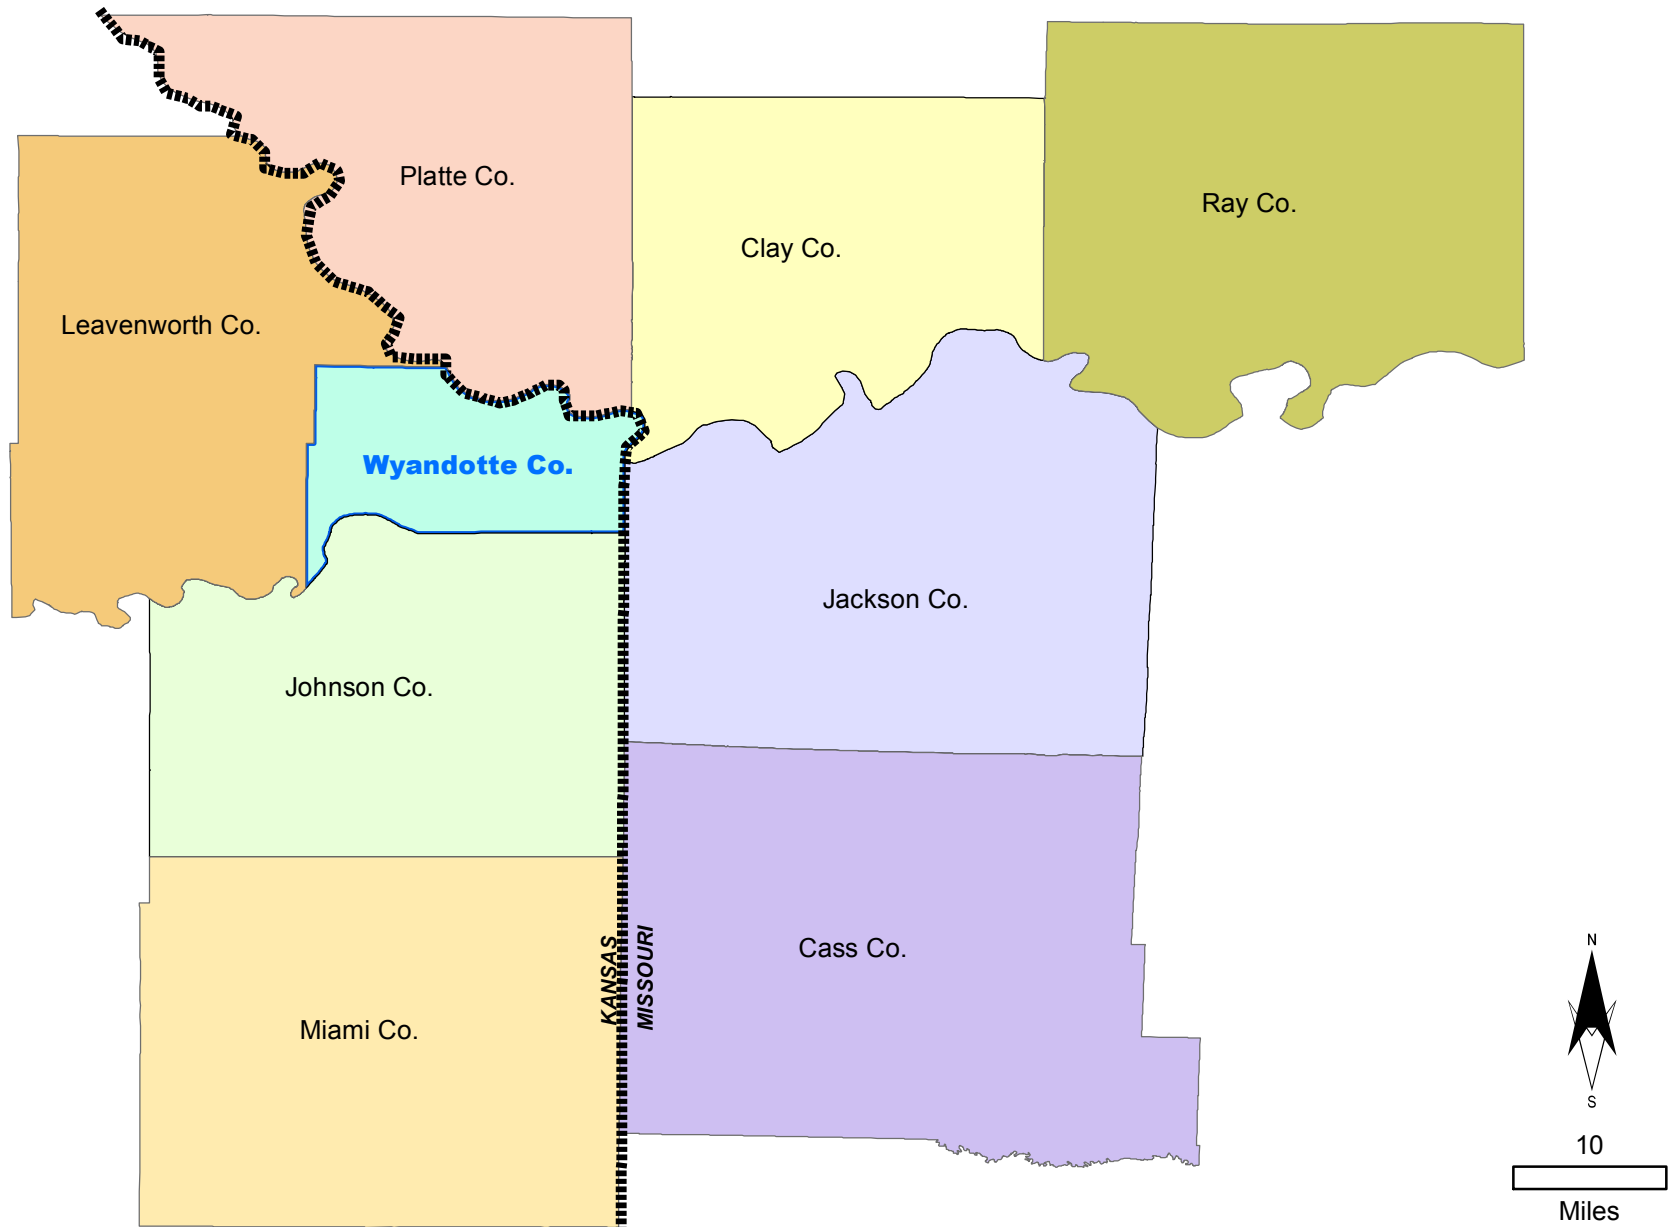 Platte Co.
Ray Co.
Clay Co.
Leavenworth Co.
Wyandotte Co.
Jackson Co.
Johnson Co.
KANSAS
MISSOURI
Cass Co.
Miami Co.
N
S
10
Miles